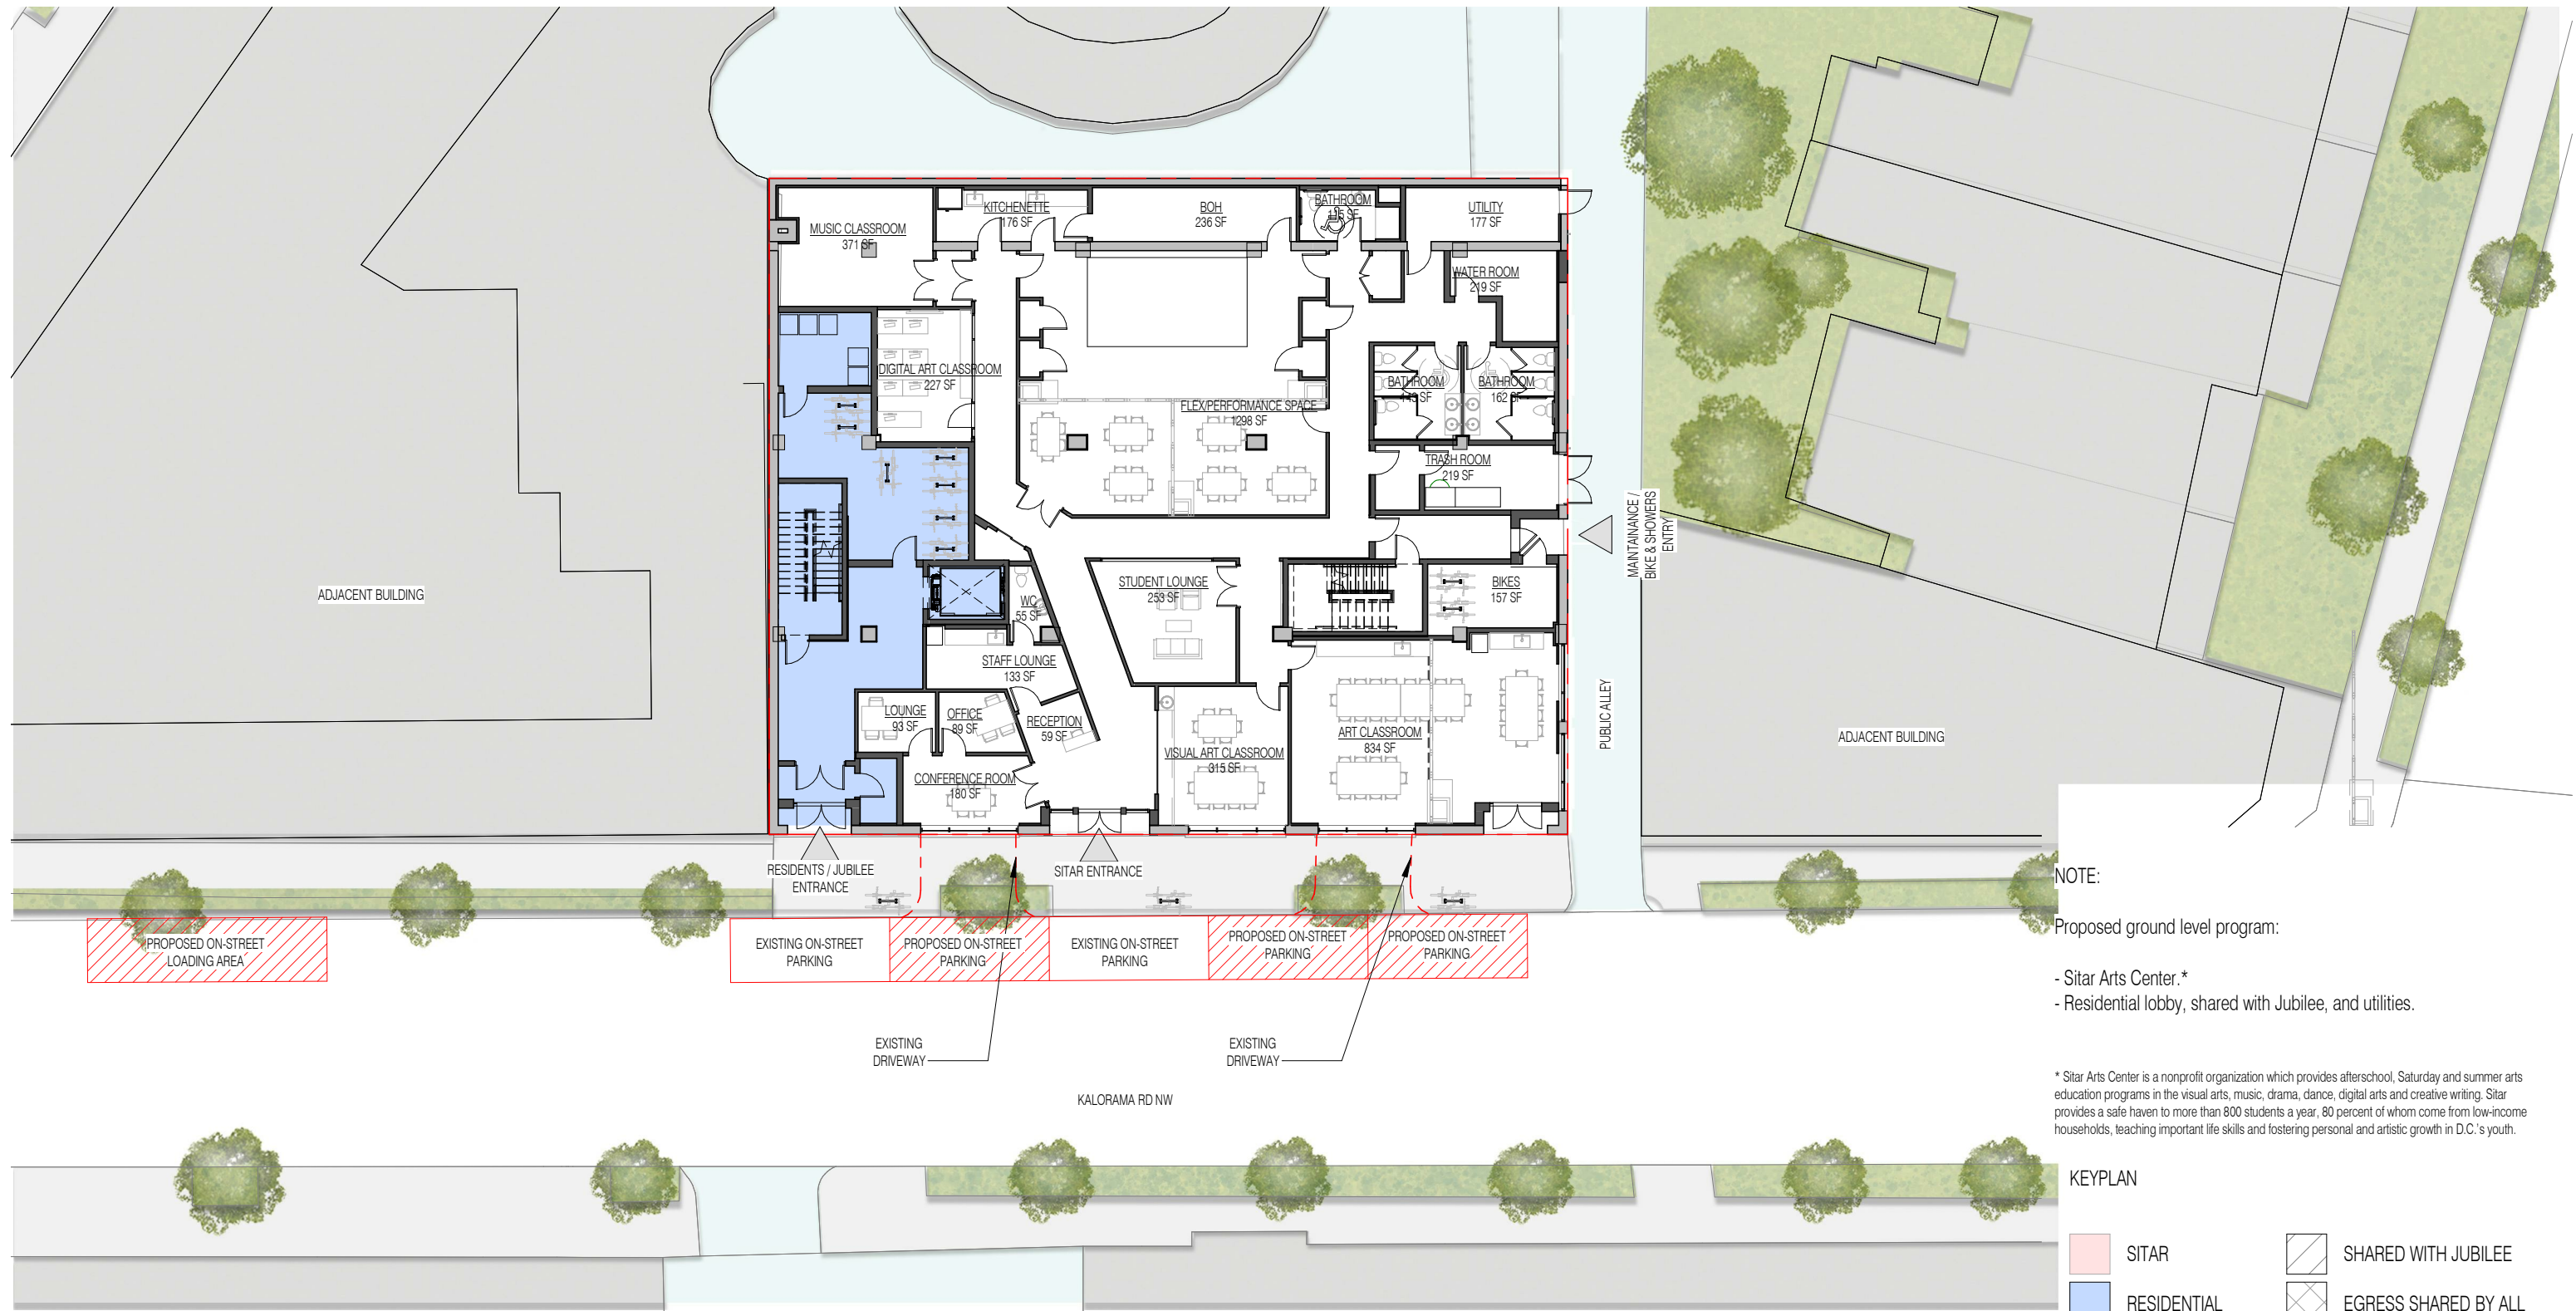 MUSIC CLASSROOM
371 SF
KITCHENETTE
176 SF
BOH
236 SF
BATHROOM
115 SF
UTILITY
177 SF
WATER ROOM
219 SF
DIGITAL ART CLASSROOM
227 SF
FLEX/PERFORMANCE SPACE
1298 SF
BATHROOM
SF
BATHROOM
162 SF
TRASH ROOM
219 SF
MAINTAINANCE /
BIKE & SHOWERS
ENTRY
ADJACENT BUILDING
STUDENT LOUNGE
253 SF
WC
55 SF
BIKES
157 SF
STAFF LOUNGE
133 SF
LOUNGE
93 SF
OFFICE
89 SF
RECEPTION
59 SF
VISUAL ART CLASSROOM
315 SF
ART CLASSROOM
834 SF
PUBLIC ALLEY
ADJACENT BUILDING
CONFERENCE ROOM
180 SF
RESIDENTS / JUBILEE
ENTRANCE
SITAR ENTRANCE
PROPOSED ON-STREET
LOADING AREA
EXISTING ON-STREET
PARKING
PROPOSED ON-STREET
PARKING
EXISTING ON-STREET
PARKING
PROPOSED ON-STREET
PARKING
PROPOSED ON-STREET
PARKING
EXISTING
DRIVEWAY
EXISTING
DRIVEWAY
KALORAMA RD NW
NOTE:
Proposed ground level program:
- Sitar Arts Center.*
- Residential lobby, shared with Jubilee, and utilities.
* Sitar Arts Center is a nonprofit organization which provides afterschool, Saturday and summer arts
education programs in the visual arts, music, drama, dance, digital arts and creative writing. Sitar
provides a safe haven to more than 800 students a year, 80 percent of whom come from low-income
households, teaching important life skills and fostering personal and artistic growth in D.C.'s youth.
KEYPLAN
SITAR
SHARED WITH JUBILEE
RESIDENTIAL
EGRESS SHARED BY ALL